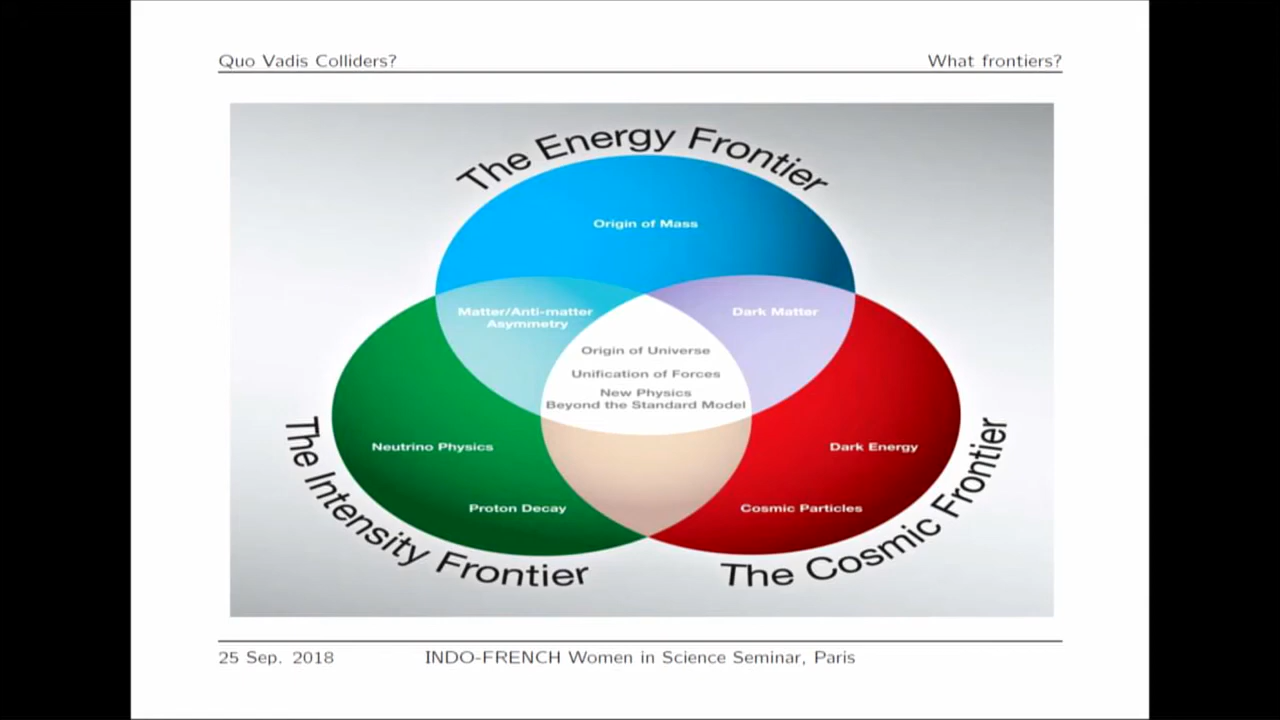 Quo Vadis Colliders?
What frontiers?
The Energy Frontier
Origin of Mass
Matter/Anti-matter
Asymmetry
Dark Matter
Origin of Universe
Unification of Forces
New Physics
Beyond the Standard Model
Neutrino Physics
Dark Energy
Proton Decay
Cosmic Particles
The Intensity Frontier
The Cosmic Frontier
25 Sep. 2018
INDO-FRENCH Women in Science Seminar, Paris